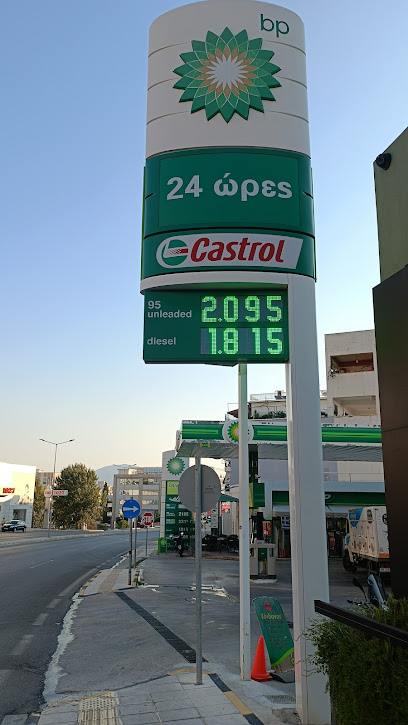 bp
24 ώρες
Castrol
95
unleaded 2.095
diesel 1.815